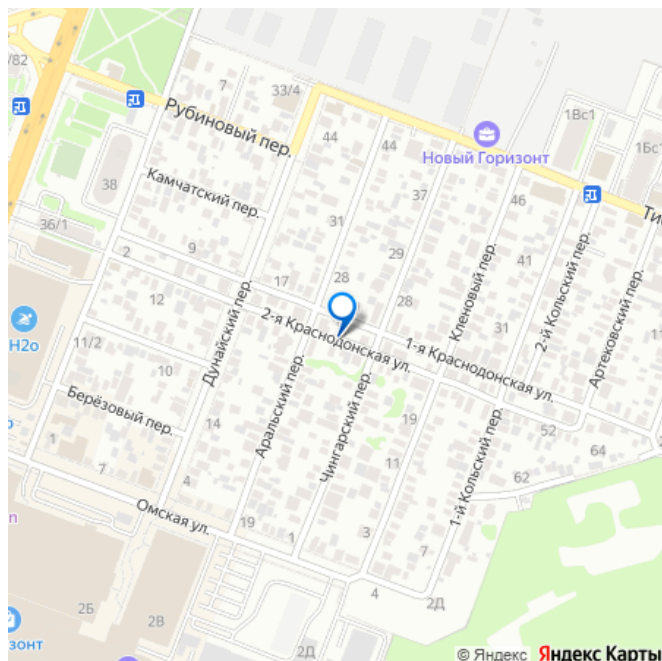 /82
7
33/4
Рубиновый пер.
44
44
1Вс1
1Бс1
Новый Горизонт
38
Камчатский пер.
37
46
Ти
36/1
31
2
9
29
41
2-й Кольский пер.
17
28
Кленовый пер.
Артековский пер.
12
2-я Краснодонская ул.
28
31
1-я Краснодонская ул.
H2o
11/2
Дунайский пер.
10
Аральский пер.
Чингарский пер.
Берёзовый пер.
14
19
52
1-й Кольский пер.
64
1
7
4
11
62
n
Омская ул.
19
1
3
7
4
2Д
2Б
2В
изонт
2Д
© Яндекс Яндекс Карты